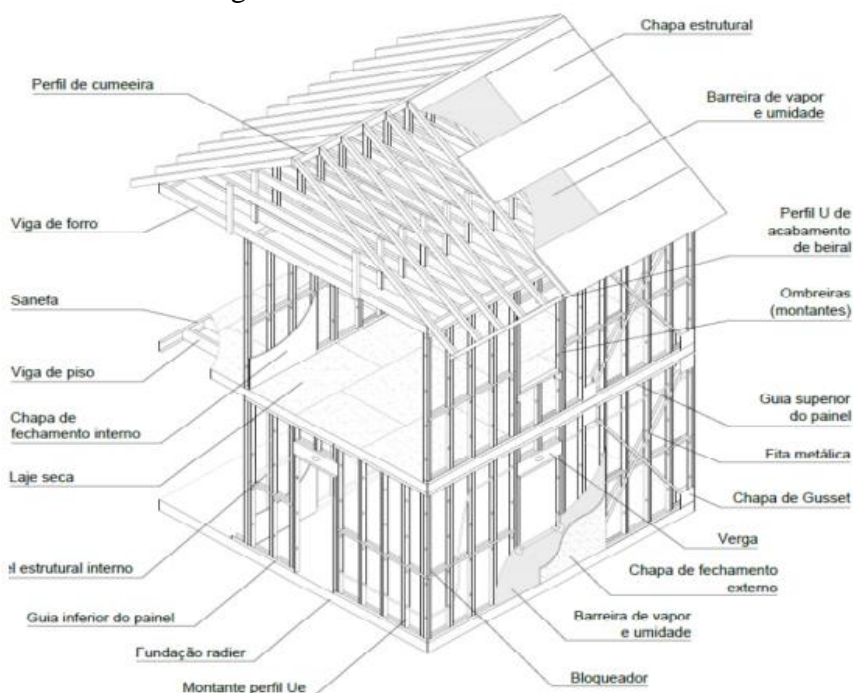 Chapa estrutural
Perfil de cumeeira
Barreira de vapor
e umidade
Viga de forro
Perfil U de
acabamento
de beiral
Sanefa
Ombreiras
(montantes)
Viga de piso
Guia superior
do painel
Chapa de
fechamento interno
Fita metálica
Laje seca
Chapa de Gusset
Verga
el estrutural interno
Chapa de fechamento
externo
Guia inferior do painel
Barreira de vapor
e umidade
Fundação radier
Bloqueador
Montante perfil Ue